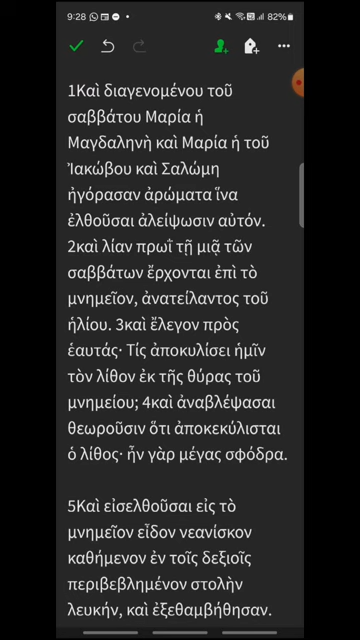 9:28 82%
1Καὶ διαγενομένου τοῦ
σαββάτου Μαρία ἡ
Μαγδαληνὴ καὶ Μαρία ἡ τοῦ
Ἰακώβου καὶ Σαλώμη
ἠγόρασαν ἀρώματα ἵνα
ἐλθοῦσαι ἀλείψωσιν αὐτόν.
2καὶ λίαν πρωῒ τῇ μιᾷ τῶν
σαββάτων ἔρχονται ἐπὶ τὸ
μνημεῖον, ἀνατείλαντος τοῦ
ἡλίου. 3καὶ ἔλεγον πρὸς
ἑαυτάς· Τίς ἀποκυλίσει ἡμῖν
τὸν λίθον ἐκ τῆς θύρας τοῦ
μνημείου; 4καὶ ἀναβλέψασαι
θεωροῦσιν ὅτι ἀποκεκύλισται
ὁ λίθος· ἦν γὰρ μέγας σφόδρα.
5Καὶ εἰσελθοῦσαι εἰς τὸ
μνημεῖον εἶδον νεανίσκον
καθήμενον ἐν τοῖς δεξιοῖς
περιβεβλημένον στολὴν
λευκήν, καὶ ἐξεθαμβήθησαν.